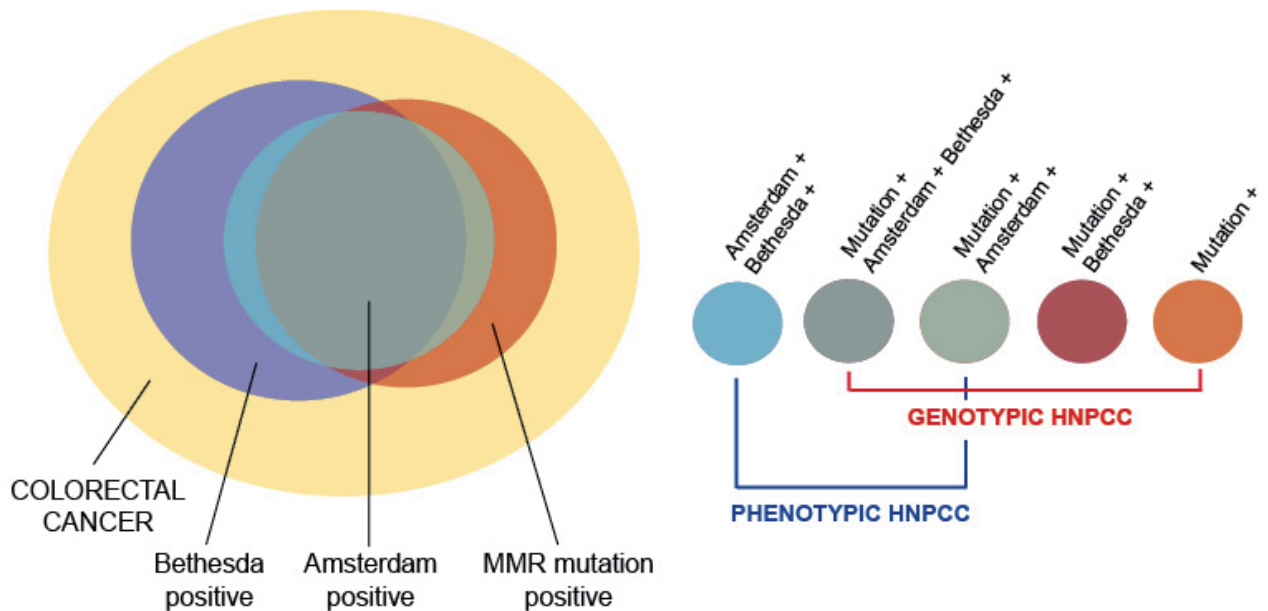 COLORECTAL
CANCER
Bethesda
positive
Amsterdam
positive
MMR mutation
positive
Amsterdam +
Bethesda +
Mutation +
Amsterdam + Bethesda +
Mutation +
Amsterdam +
Mutation +
Bethesda +
Mutation +
GENOTYPIC HNPCC
PHENOTYPIC HNPCC